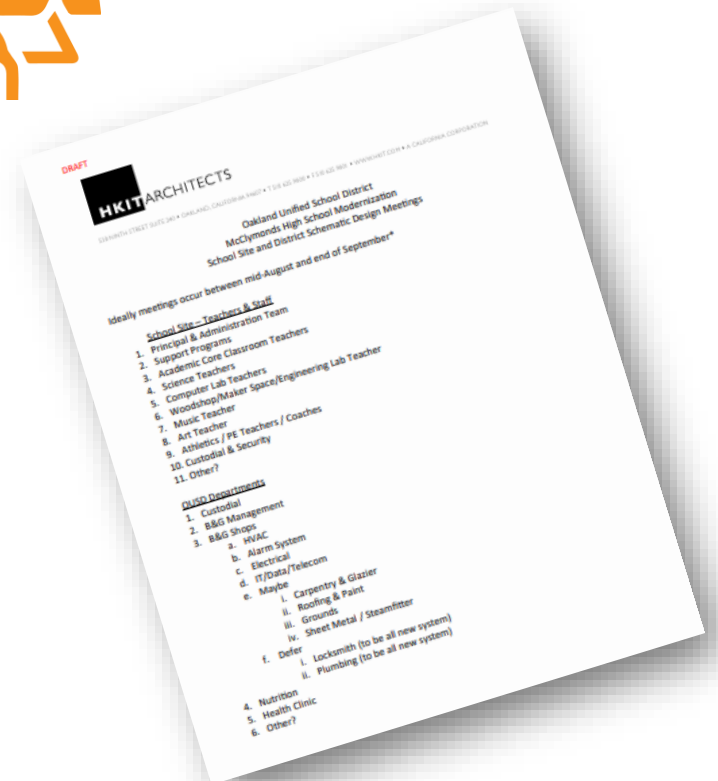 DRAFT
HKIT ARCHITECTS
Oakland Unified School District
McClymonds High School Modernization
School Site and District Schematic Design Meetings
Ideally meetings occur between mid-August and end of September*
School Site – Teachers & Staff
1. Principal & Administration Team
2. Support Programs
3. Academic Core Classroom Teachers
4. Science Teachers
5. Computer Lab Teachers
6. Woodshop/Maker Space/Engineering Lab Teacher
7. Music Teacher
8. Art Teacher
9. Athletics / PE Teachers / Coaches
10. Custodial & Security
11. Other?
OUSD Departments
1. Custodial
2. B&G Management
3. B&G Shops
a. HVAC
b. Alarm System
c. Electrical
d. IT/Data/Telecom
e. Maybe
i. Carpentry & Glazier
ii. Roofing & Paint
iii. Grounds
iv. Sheet Metal / Steamfitter
f. Defer
i. Locksmith (to be all new system)
ii. Plumbing (to be all new system)
4. Nutrition
5. Health Clinic
6. Other?